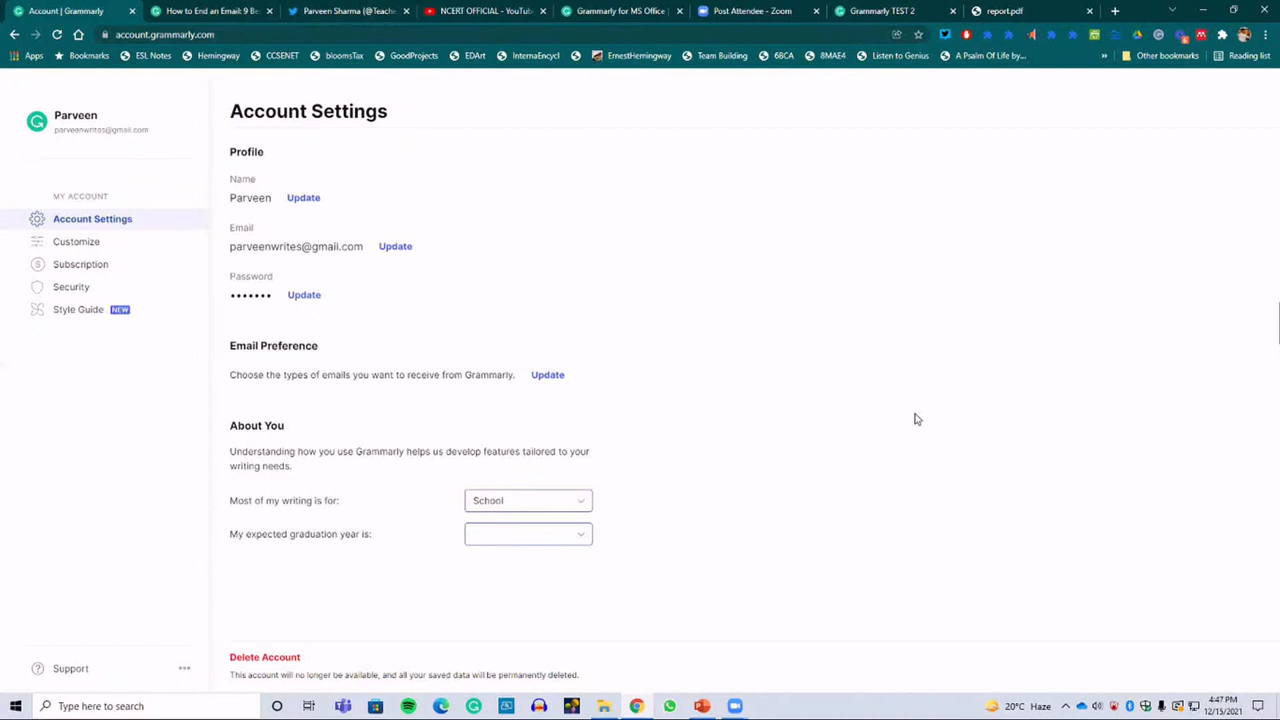 Account | Grammarly
How to End an Email 9 Be
Parveen Sharma (@Teache
NCERT OFFICIAL - YouTub
Grammarly for MS Office
Post Attendee - Zoom
Grammarly TEST 2
report.pdf
account.grammarly.com
Apps
Bookmarks
ESL Notes
Hemingway
CCSENET
bloomsTax
GoodProjects
EDArt
InternaEncycl
ErnestHemingway
Team Building
6BCA
8MAE4
Listen to Genius
A Psalm Of Life by...
Other bookmarks
Reading list
Parveen
parveenwrites@gmail.com
MY ACCOUNT
Account Settings
Customize
Subscription
Security
Style Guide NEW
Support
Account Settings
Profile
Name
Parveen Update
Email
parveenwrites@gmail.com Update
Password
••••••• Update
Email Preference
Choose the types of emails you want to receive from Grammarly. Update
About You
Understanding how you use Grammarly helps us develop features tailored to your
writing needs.
Most of my writing is for: School
My expected graduation year is:
Delete Account
This account will no longer be available, and all your saved data will be permanently deleted.
Type here to search
20°C Haze
4:47 PM
12/15/2021